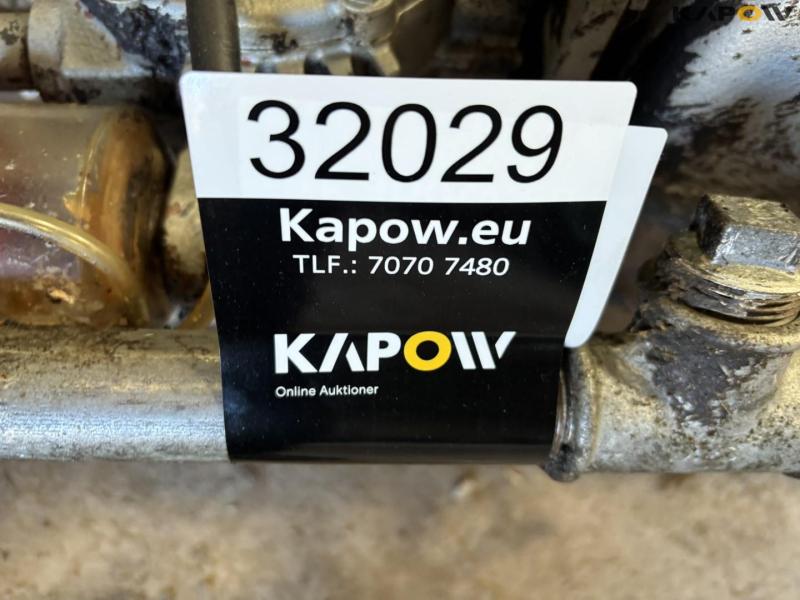 KAPOW
32029
Kapow.eu
TLF.: 7070 7480
KAPOW
Online Auktioner